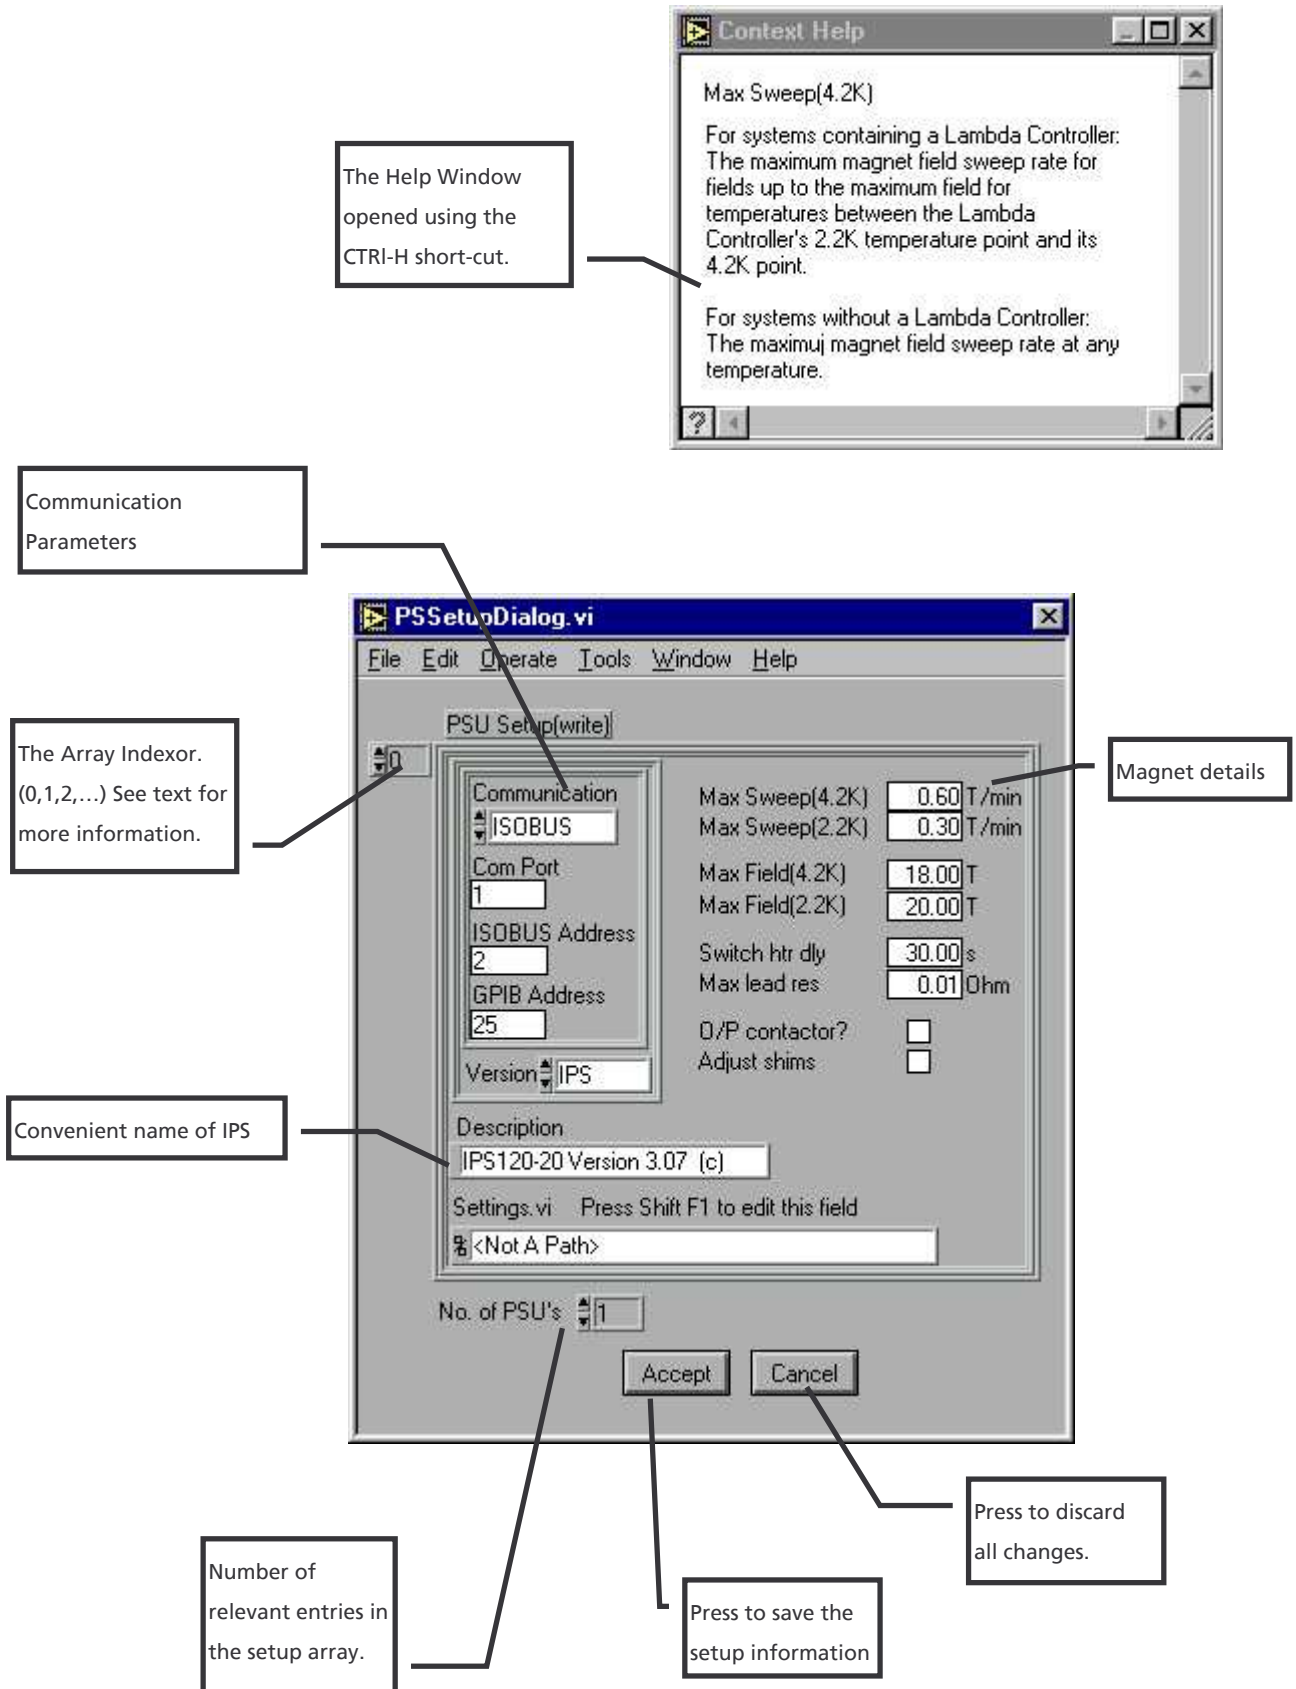 Context Help
Max Sweep(4.2K)
For systems containing a Lambda Controller:
The maximum magnet field sweep rate for
fields up to the maximum field for
temperatures between the Lambda
Controller's 2.2K temperature point and its
4.2K point.
For systems without a Lambda Controller:
The maximuj magnet field sweep rate at any
temperature.
?
The Help Window
opened using the
CTRl-H short-cut.
Communication
Parameters
PSSetupDialog.vi
File Edit Operate Tools Window Help
PSU Setup(write)
The Array Indexor.
(0,1,2,...) See text for
more information.
0
Communication
ISOBUS
Com Port
1
ISOBUS Address
2
GPIB Address
25
Version IPS
Max Sweep(4.2K) 0.60 T/min
Max Sweep(2.2K) 0.30 T/min
Max Field(4.2K) 18.00 T
Max Field(2.2K) 20.00 T
Switch htr dly 30.00 s
Max lead res 0.01 Ohm
O/P contactor?
Adjust shims
Magnet details
Convenient name of IPS
Description
IPS120-20 Version 3.07 (c)
Settings.vi Press Shift F1 to edit this field
<Not A Path>
No. of PSU's 1
Accept Cancel
Press to discard
all changes.
Number of
relevant entries in
the setup array.
Press to save the
setup information